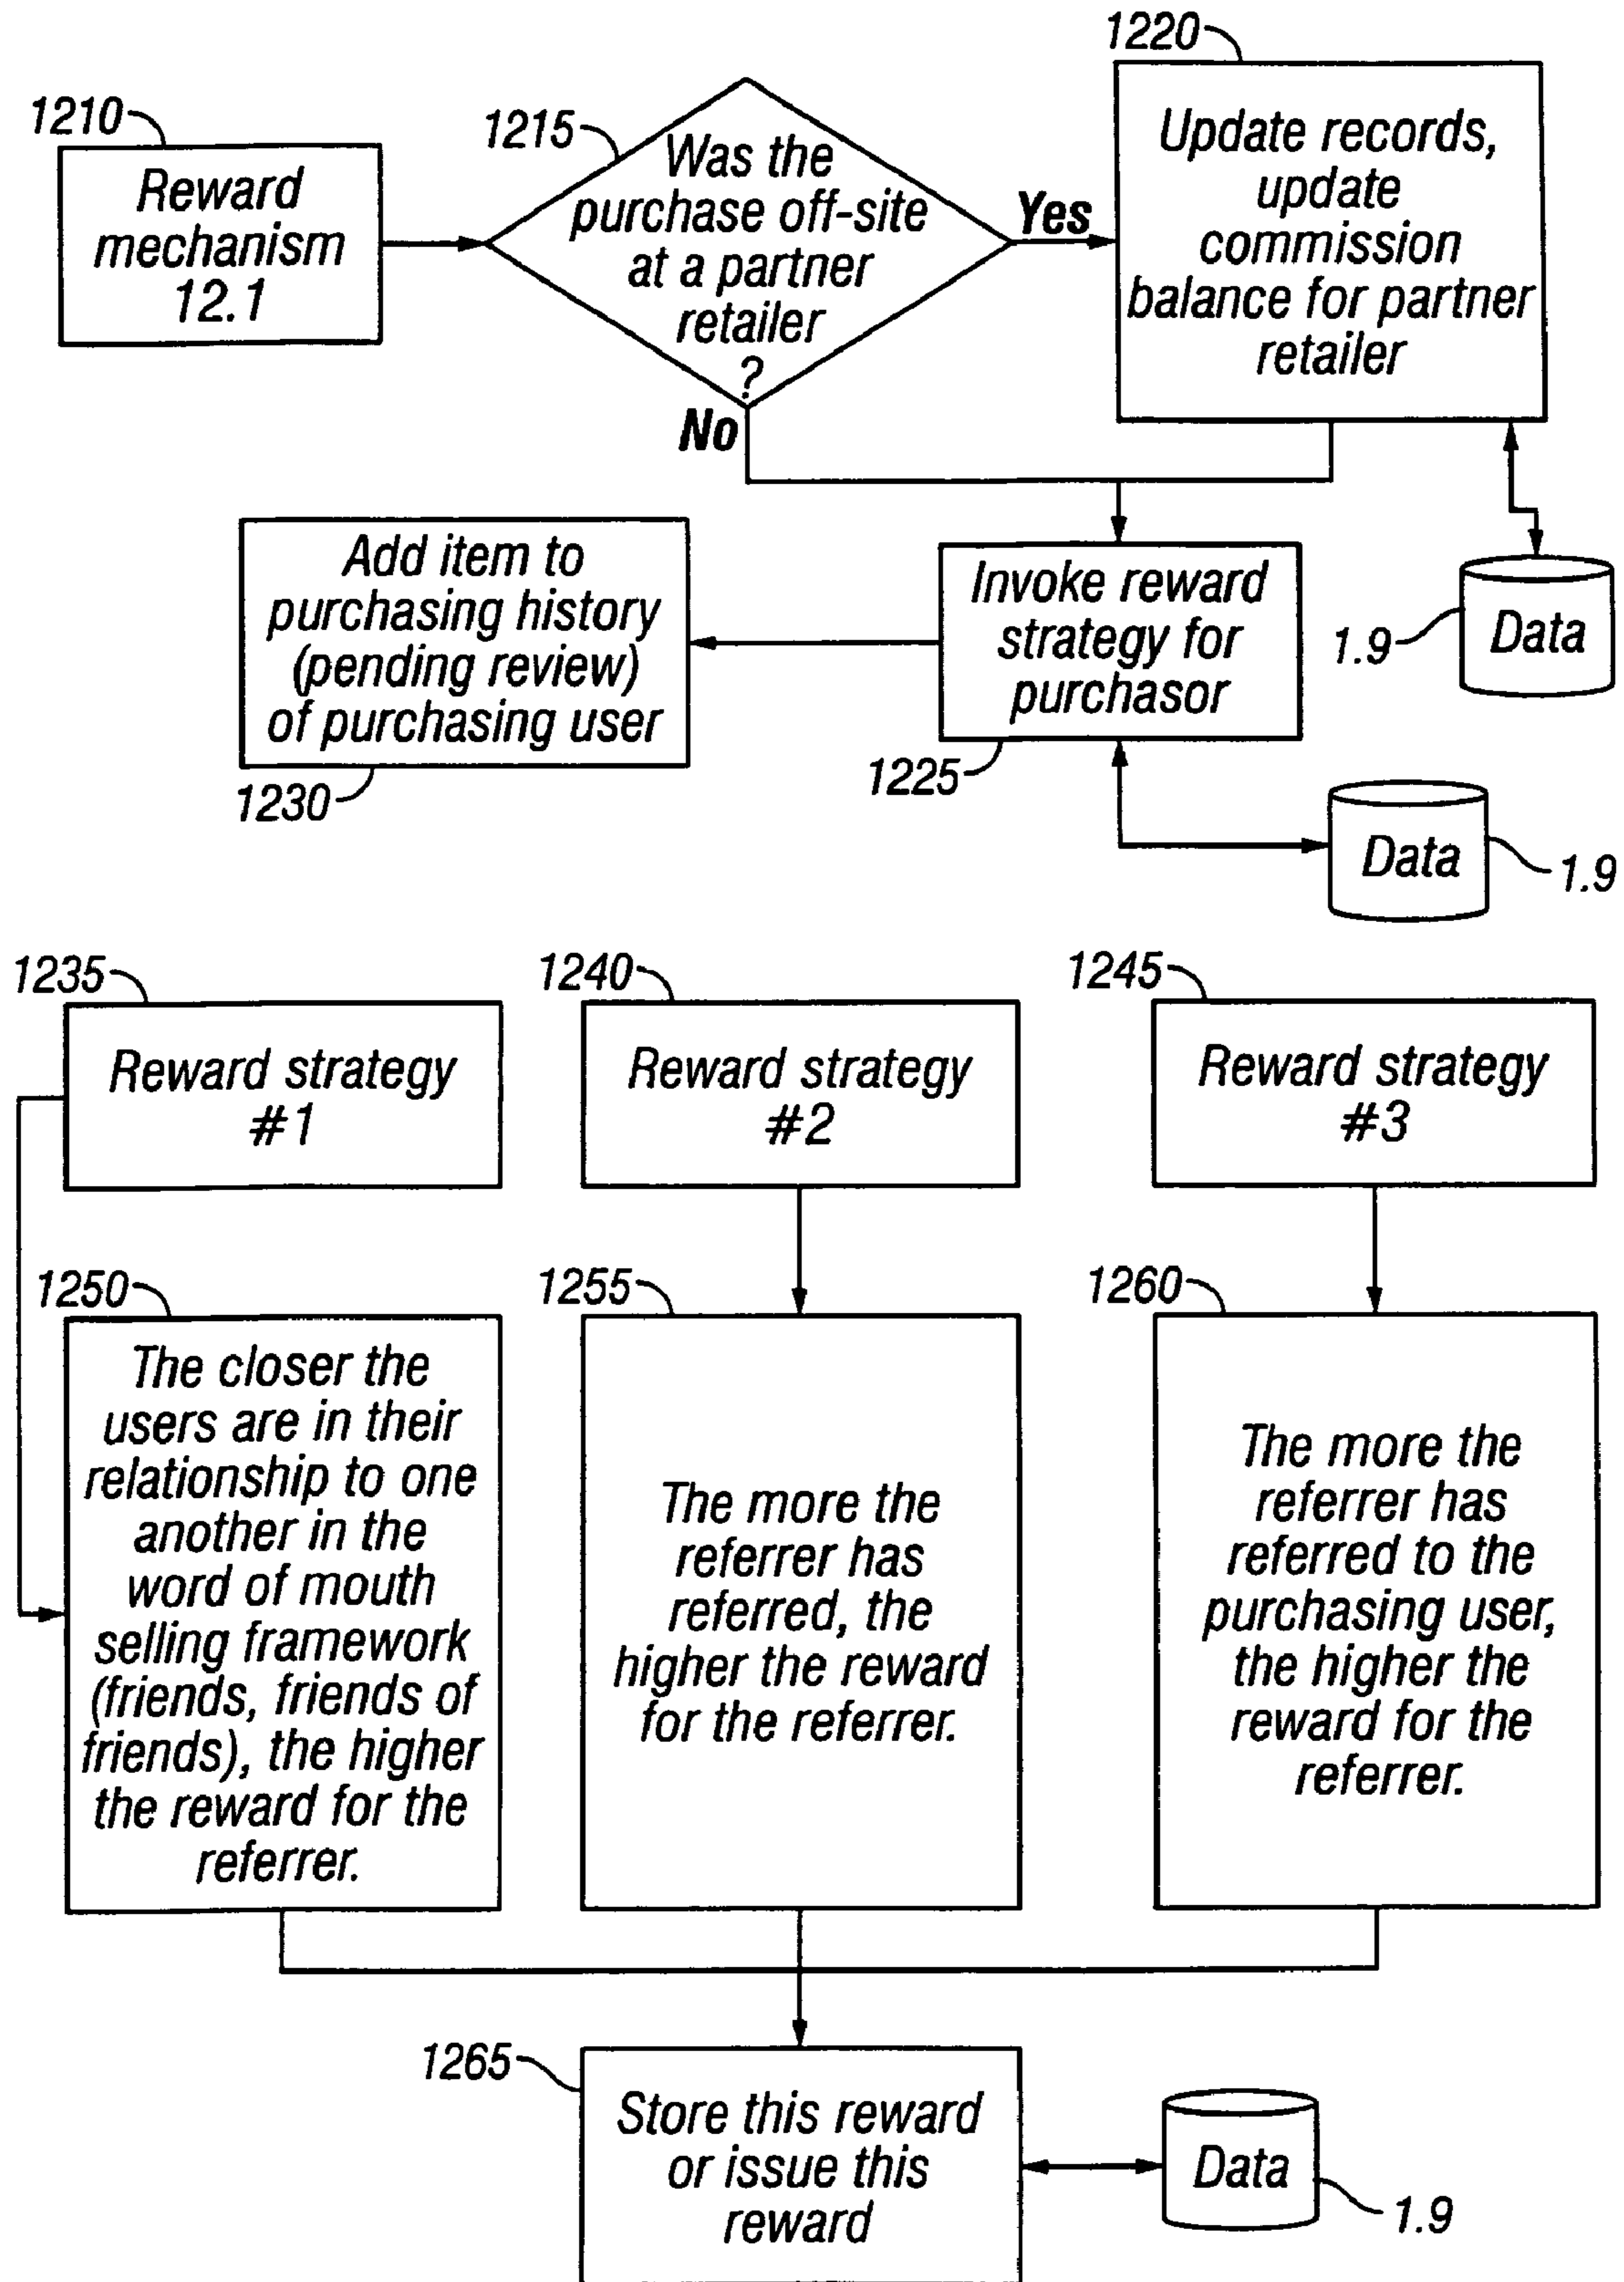 1210
Reward
mechanism
12.1
1215
Was the
purchase off-site
at a partner
retailer
?
Yes
No
1220
Update records,
update
commission
balance for partner
retailer
1.9
Data
Add item to
purchasing history
(pending review)
of purchasing user
1230
Invoke reward
strategy for
purchasor
1225
Data
1.9
1235
Reward strategy
#1
1240
Reward strategy
#2
1245
Reward strategy
#3
1250
The closer the
users are in their
relationship to one
another in the
word of mouth
selling framework
(friends, friends of
friends), the higher
the reward for the
referrer.
1255
The more the
referrer has
referred, the
higher the reward
for the referrer.
1260
The more the
referrer has
referred to the
purchasing user,
the higher the
reward for the
referrer.
1265
Store this reward
or issue this
reward
Data
1.9